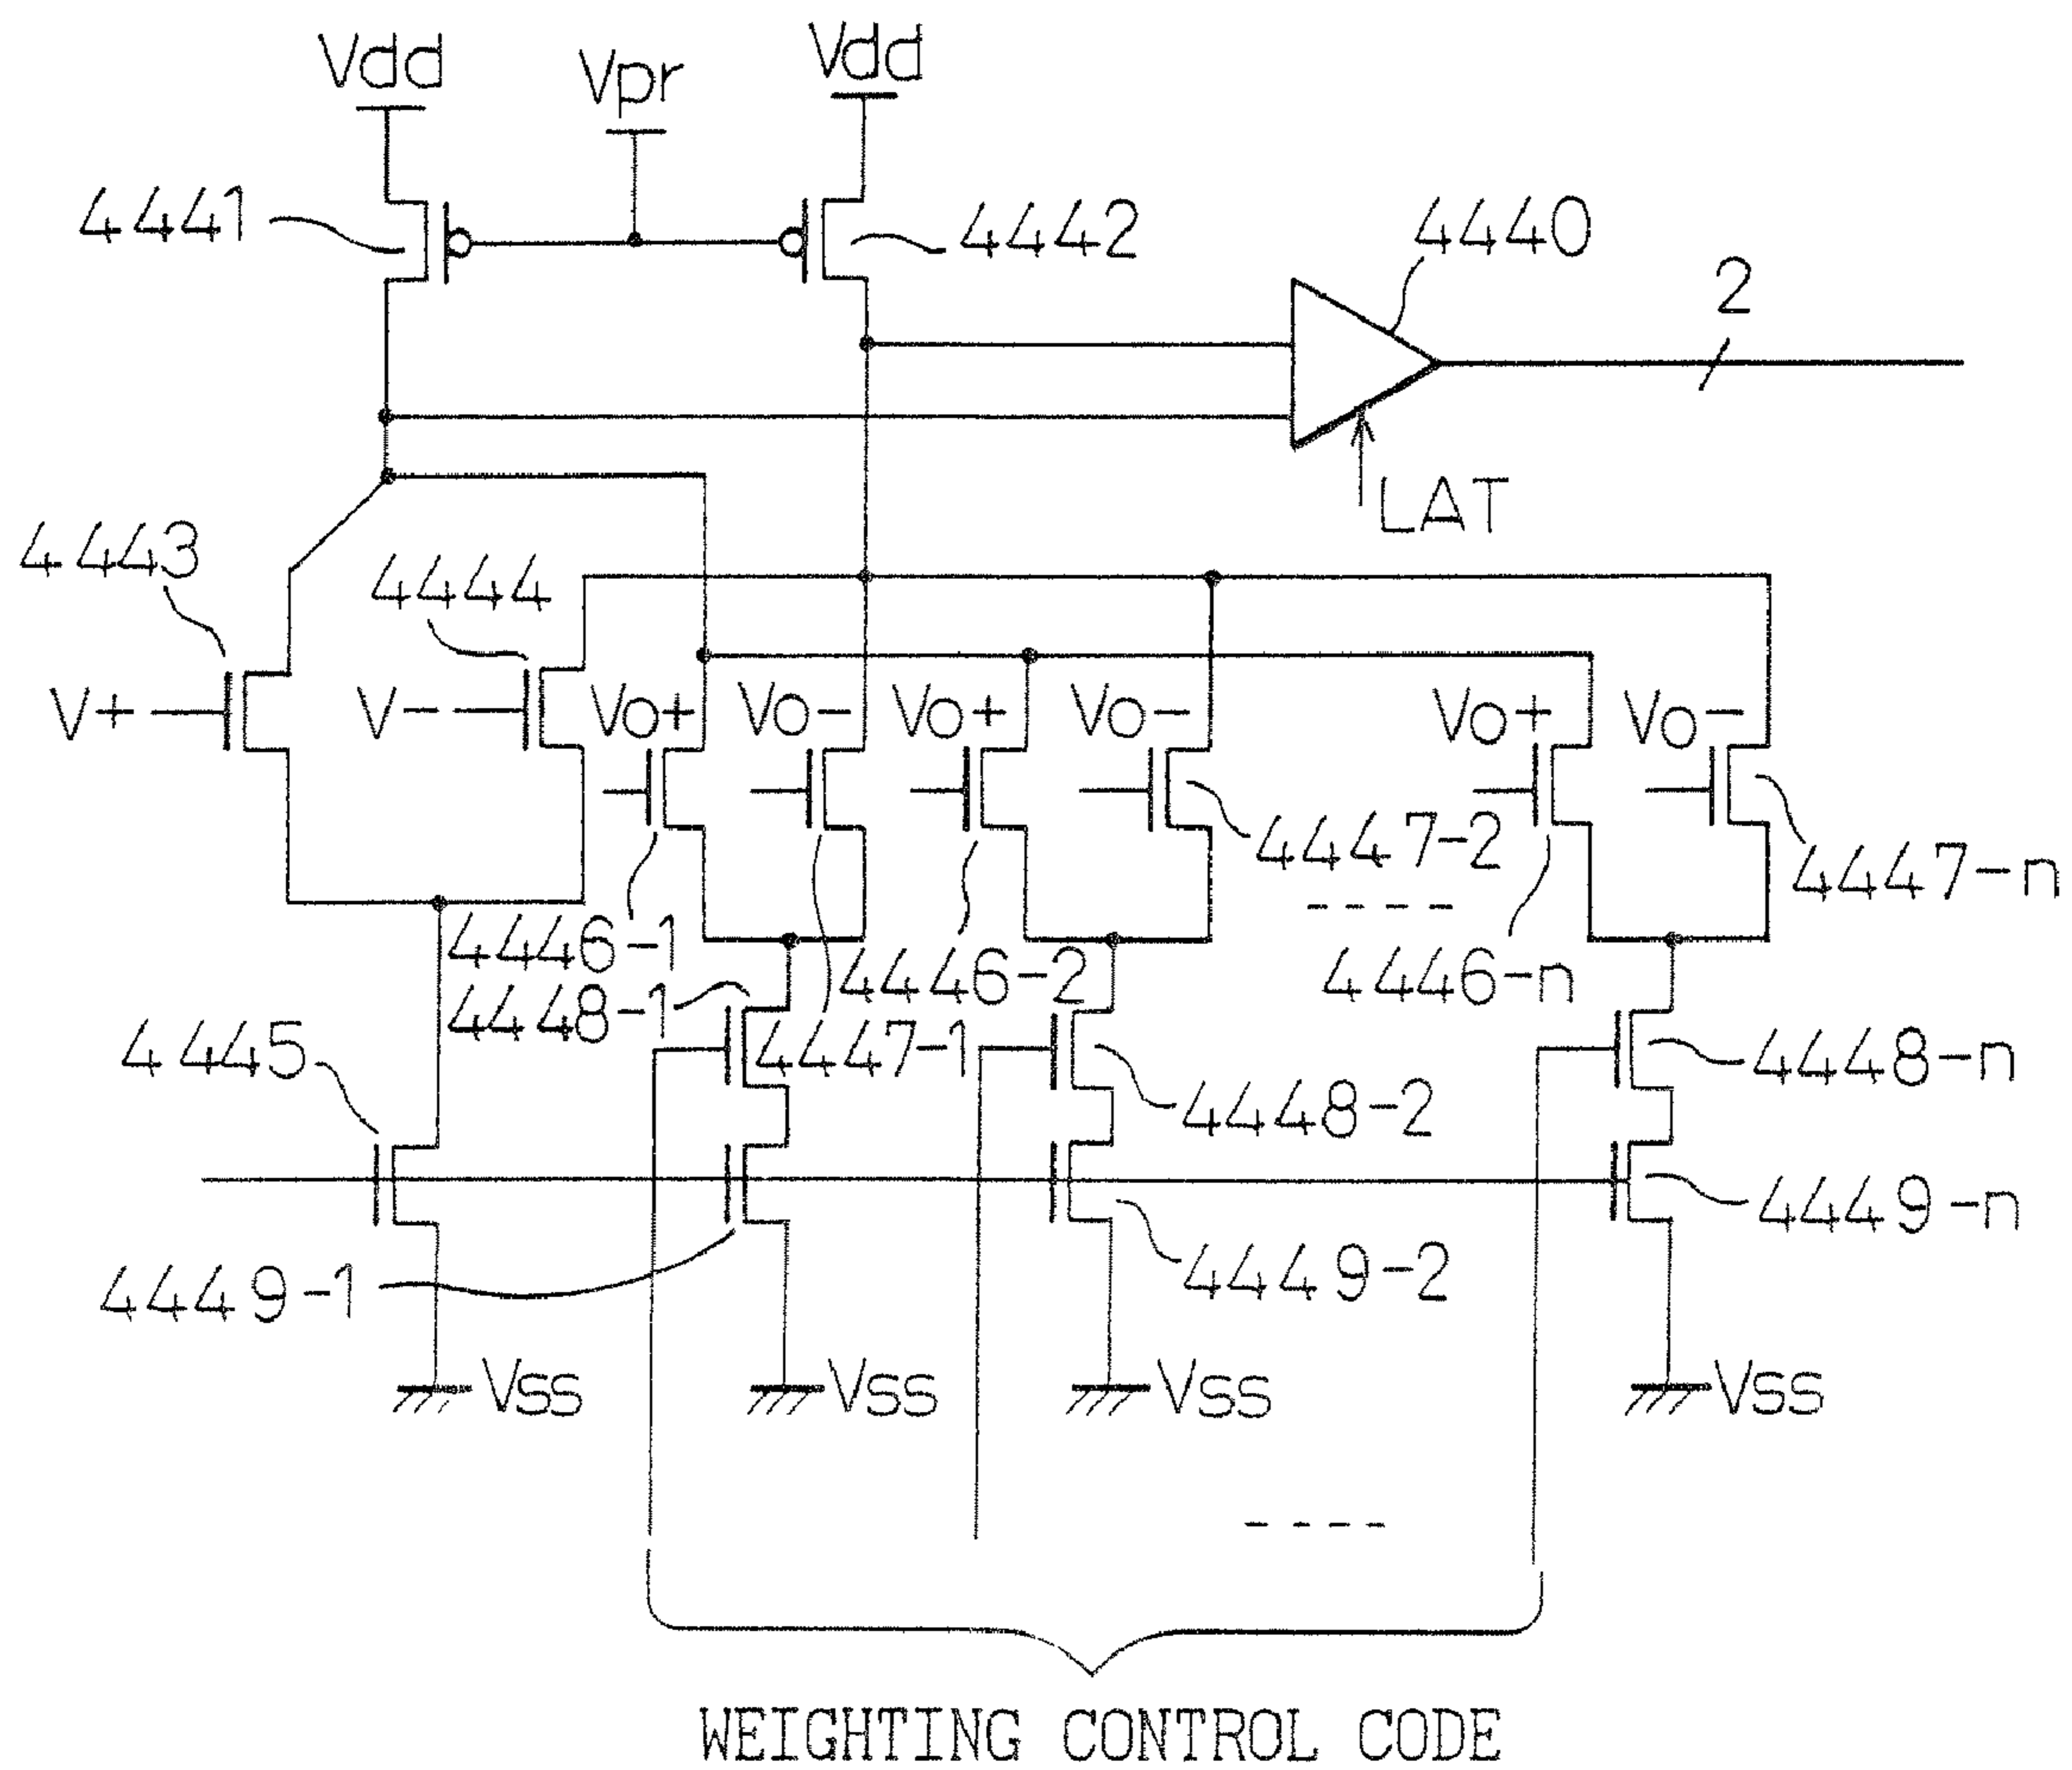 Vdd
Vpr
Vdd
4441
4442
4440
2
LAT
4443
4444
V+
V-
Vo+
Vo-
Vo+
Vo-
Vo+
Vo-
4447-2
4447-n
4446-1
4446-2
4446-n
4448-1
4447-1
4445
4448-2
4448-n
4449-1
4449-2
4449-n
Vss
Vss
Vss
Vss
WEIGHTING CONTROL CODE